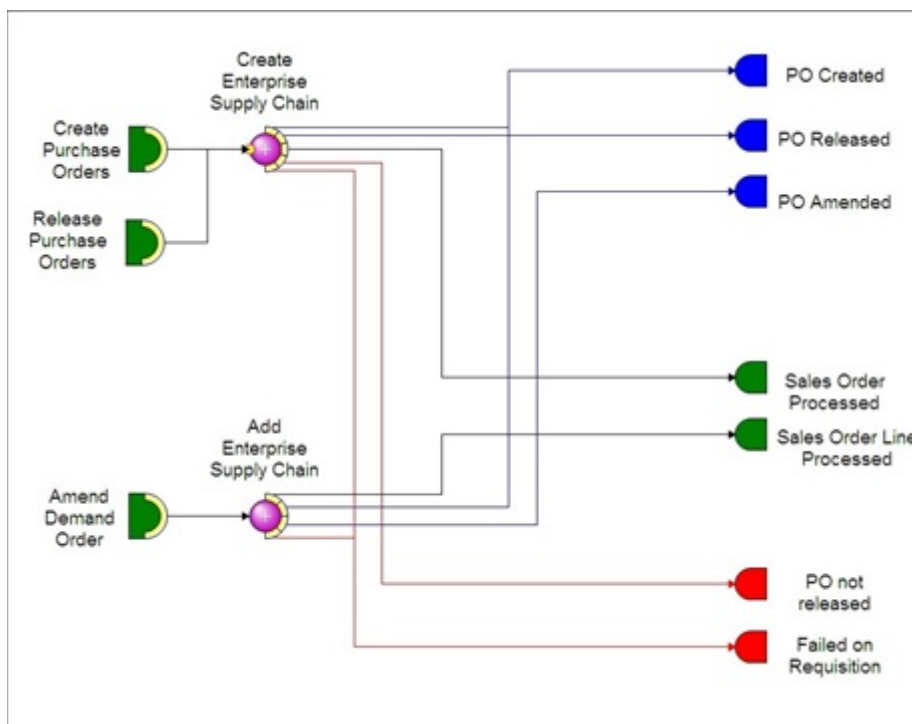 Create
Enterprise
Supply Chain
PO Created
Create
Purchase
Orders
PO Released
PO Amended
Release
Purchase
Orders
Sales Order
Processed
Add
Enterprise
Supply Chain
Sales Order Line
Processed
Amend
Demand
Order
PO not
released
Failed on
Requisition